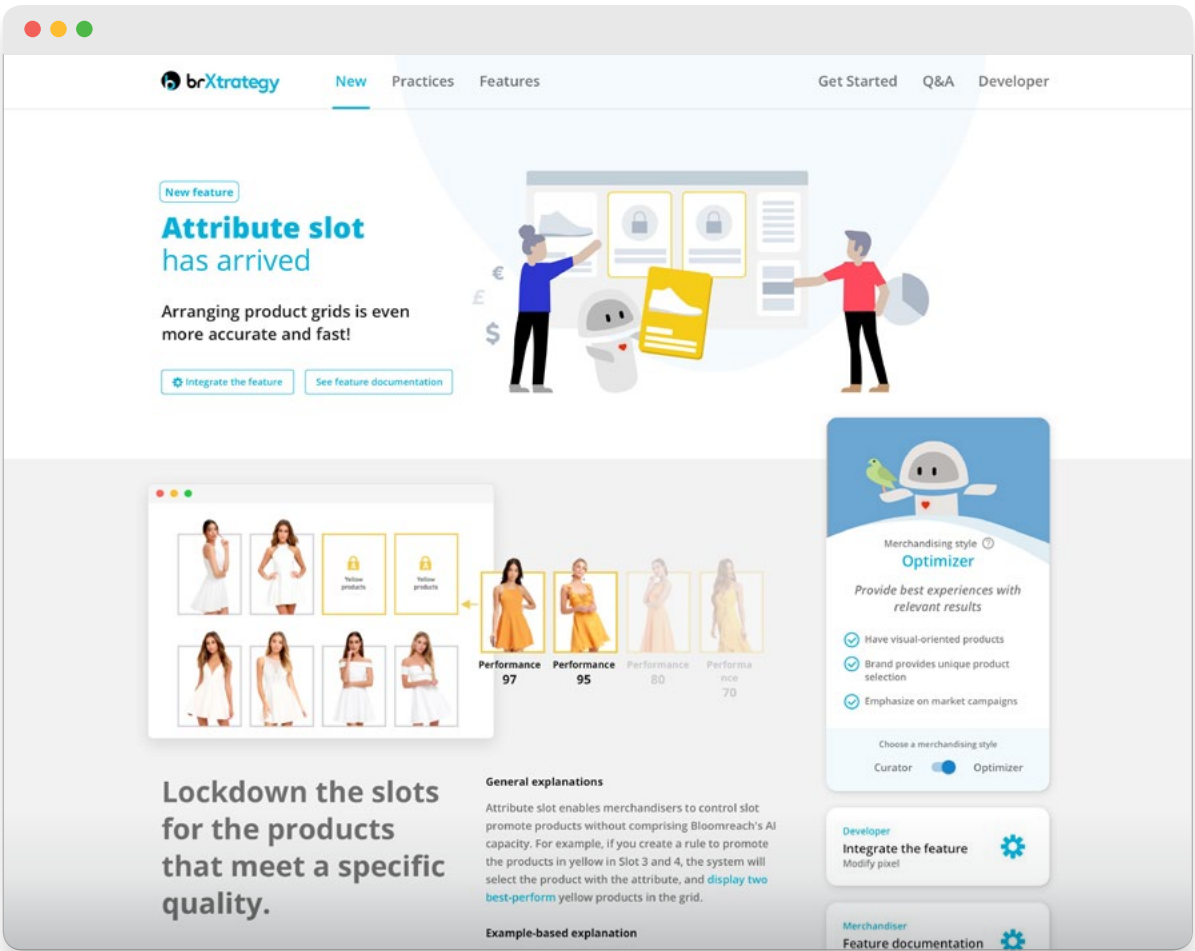 brXtrategy
New
Practices
Features
Get Started
Q&A
Developer
New feature
Attribute slot
has arrived
Arranging product grids is even
more accurate and fast!
Integrate the feature
See feature documentation
€
£
$
Yellow
products
Yellow
products
Performance
97
Performance
95
Performance
80
Performa
nce
70
Merchandising style ?
Optimizer
Provide best experiences with
relevant results
Have visual-oriented products
Brand provides unique product
selection
Emphasize on market campaigns
Choose a merchandising style
Curator
Optimizer
Lockdown the slots
for the products
that meet a specific
quality.
General explanations
Attribute slot enables merchandisers to control slot
promote products without comprising Bloomreach's AI
capacity. For example, if you create a rule to promote
the products in yellow in Slot 3 and 4, the system will
select the product with the attribute, and display two
best-perform yellow products in the grid.
Example-based explanation
Developer
Integrate the feature
Modify pixel
Merchandiser
Feature documentation